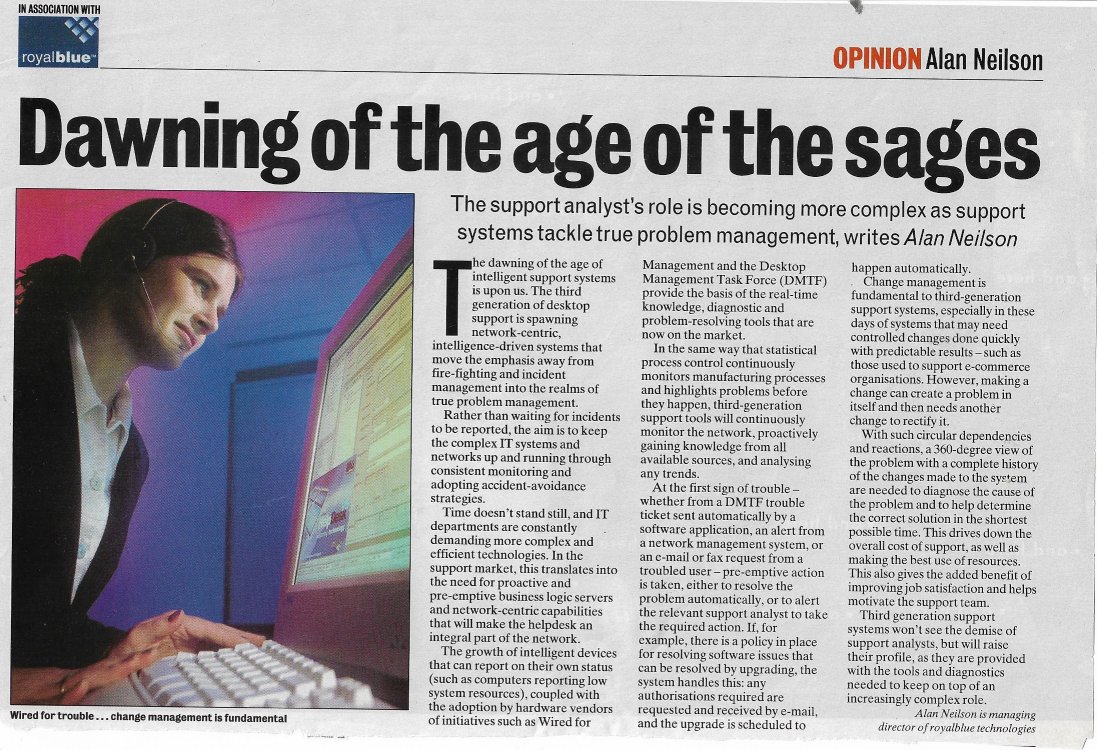 IN ASSOCIATION WITH
royalblue™
OPINION Alan Neilson
Dawning of the age of the sages
The support analyst's role is becoming more complex as support
systems tackle true problem management, writes Alan Neilson
The dawning of the age of
intelligent support systems
is upon us. The third
generation of desktop
support is spawning
network-centric,
intelligence-driven systems that
move the emphasis away from
fire-fighting and incident
management into the realms of
true problem management.
Rather than waiting for incidents
to be reported, the aim is to keep
the complex IT systems and
networks up and running through
consistent monitoring and
adopting accident-avoidance
strategies.
Time doesn't stand still, and IT
departments are constantly
demanding more complex and
efficient technologies. In the
support market, this translates into
the need for proactive and
pre-emptive business logic servers
and network-centric capabilities
that will make the helpdesk an
integral part of the network.
The growth of intelligent devices
that can report on their own status
(such as computers reporting low
system resources), coupled with
the adoption by hardware vendors
of initiatives such as Wired for
Management and the Desktop
Management Task Force (DMTF)
provide the basis of the real-time
knowledge, diagnostic and
problem-resolving tools that are
now on the market.
In the same way that statistical
process control continuously
monitors manufacturing processes
and highlights problems before
they happen, third-generation
support tools will continuously
monitor the network, proactively
gaining knowledge from all
available sources, and analysing
any trends.
At the first sign of trouble –
whether from a DMTF trouble
ticket sent automatically by a
software application, an alert from
a network management system, or
an e-mail or fax request from a
troubled user – pre-emptive action
is taken, either to resolve the
problem automatically, or to alert
the relevant support analyst to take
the required action. If, for
example, there is a policy in place
for resolving software issues that
can be resolved by upgrading, the
system handles this: any
authorisations required are
requested and received by e-mail,
and the upgrade is scheduled to
happen automatically.
Change management is
fundamental to third-generation
support systems, especially in these
days of systems that may need
controlled changes done quickly
with predictable results – such as
those used to support e-commerce
organisations. However, making a
change can create a problem in
itself and then needs another
change to rectify it.
With such circular dependencies
and reactions, a 360-degree view of
the problem with a complete history
of the changes made to the system
are needed to diagnose the cause of
the problem and to help determine
the correct solution in the shortest
possible time. This drives down the
overall cost of support, as well as
making the best use of resources.
This also gives the added benefit of
improving job satisfaction and helps
motivate the support team.
Third generation support
systems won't see the demise of
support analysts, but will raise
their profile, as they are provided
with the tools and diagnostics
needed to keep on top of an
increasingly complex role.
Alan Neilson is managing
director of royalblue technologies
Wired for trouble... change management is fundamental